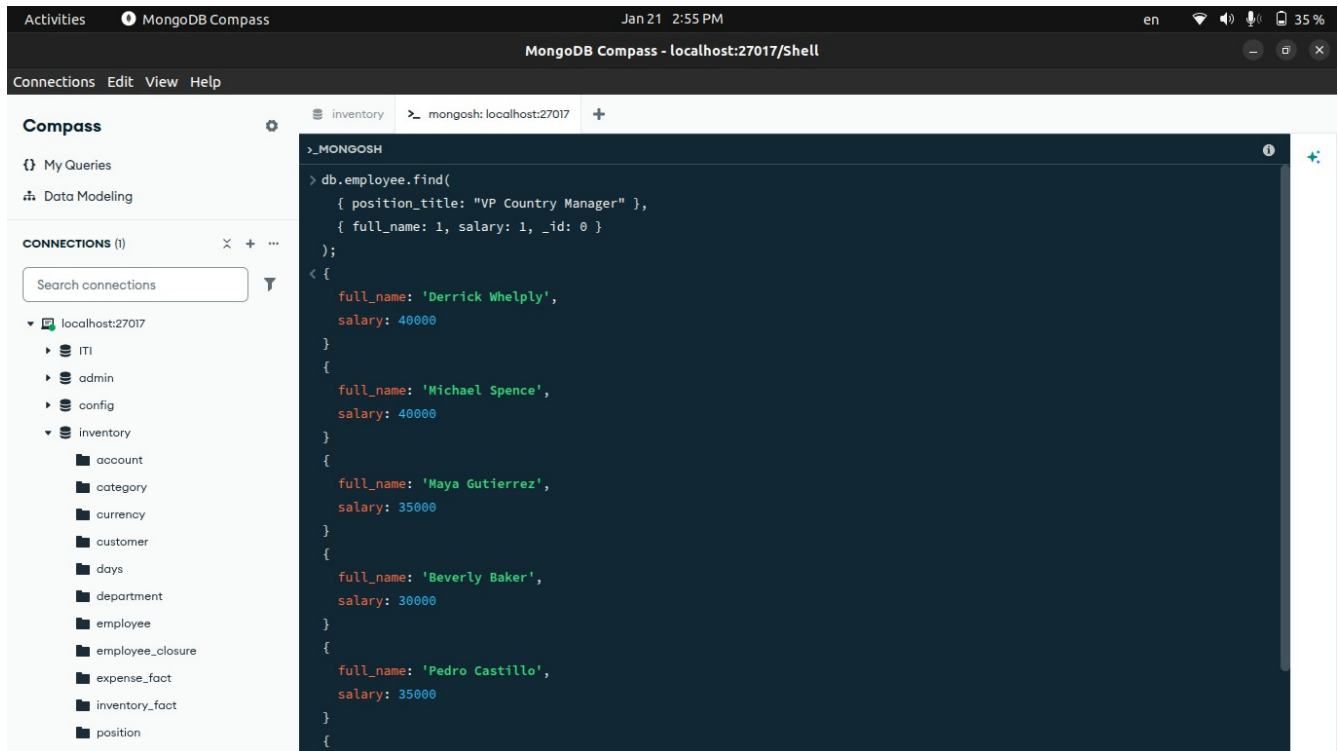 Activities MongoDB Compass Jan 21 2:55 PM en 35 %
MongoDB Compass - localhost:27017/Shell
Connections Edit View Help
Compass
{} My Queries
Data Modeling
CONNECTIONS (1)
Search connections
localhost:27017
ITI
admin
config
inventory
account
category
currency
customer
days
department
employee
employee_closure
expense_fact
inventory_fact
position
inventory >_ mongosh: localhost:27017 +
>_MONGOSH
> db.employee.find(
{ position_title: "VP Country Manager" },
{ full_name: 1, salary: 1, _id: 0 }
);
< {
full_name: 'Derrick Whelply',
salary: 40000
}
{
full_name: 'Michael Spence',
salary: 40000
}
{
full_name: 'Maya Gutierrez',
salary: 35000
}
{
full_name: 'Beverly Baker',
salary: 30000
}
{
full_name: 'Pedro Castillo',
salary: 35000
}
{